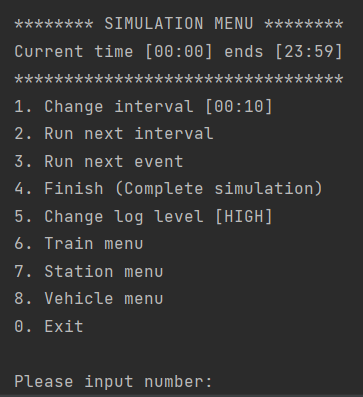 ******** SIMULATION MENU ********
Current time [00:00] ends [23:59]
*********************************
1. Change interval [00:10]
2. Run next interval
3. Run next event
4. Finish (Complete simulation)
5. Change log level [HIGH]
6. Train menu
7. Station menu
8. Vehicle menu
0. Exit
Please input number: